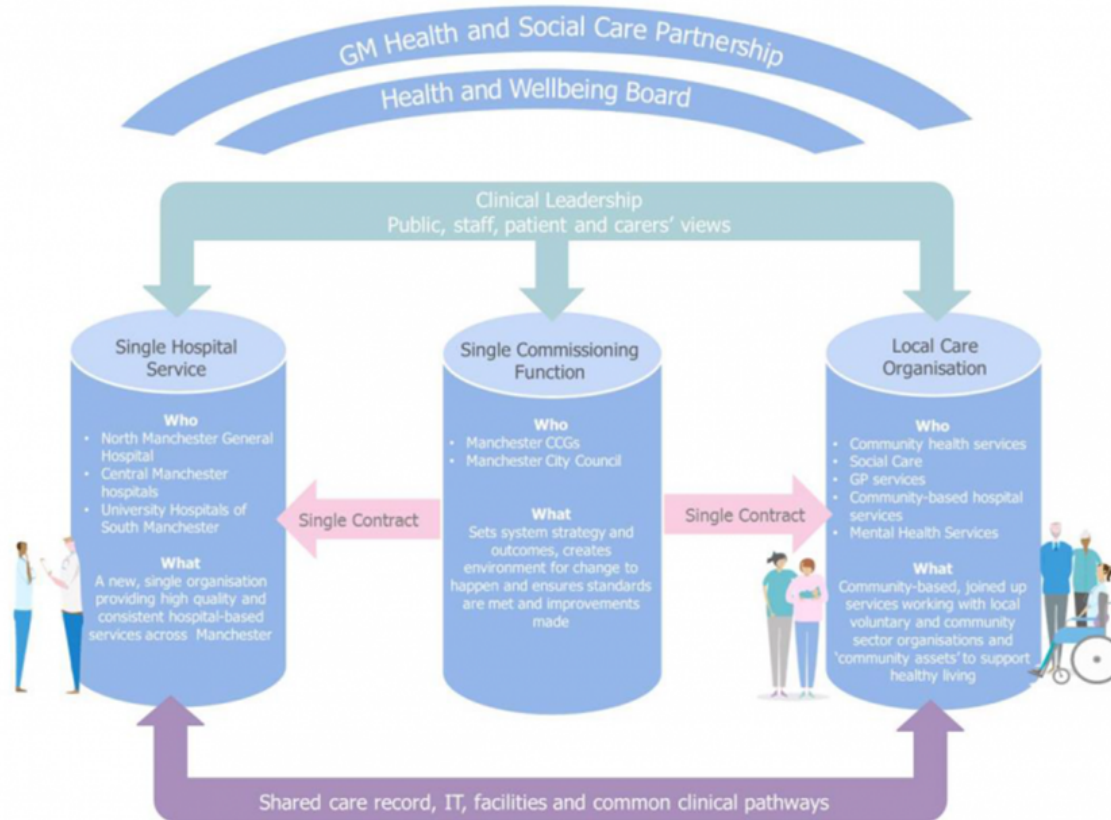 GM Health and Social Care Partnership
Health and Wellbeing Board
Clinical Leadership
Public, staff, patient and carers' views
Single Hospital
Service
Who
• North Manchester General
Hospital
• Central Manchester
hospitals
• University Hospitals of
South Manchester
What
A new, single organisation
providing high quality and
consistent hospital-based
services across Manchester
Single Contract
Single Commissioning
Function
Who
• Manchester CCGs
• Manchester City Council
What
Sets system strategy and
outcomes, creates
environment for change to
happen and ensures standards
are met and improvements
made
Single Contract
Local Care
Organisation
Who
• Community health services
• Social Care
• GP services
• Community-based hospital
services
• Mental Health Services
What
Community-based, joined up
services working with local
voluntary and community
sector organisations and
'community assets' to support
healthy living
Shared care record, IT, facilities and common clinical pathways